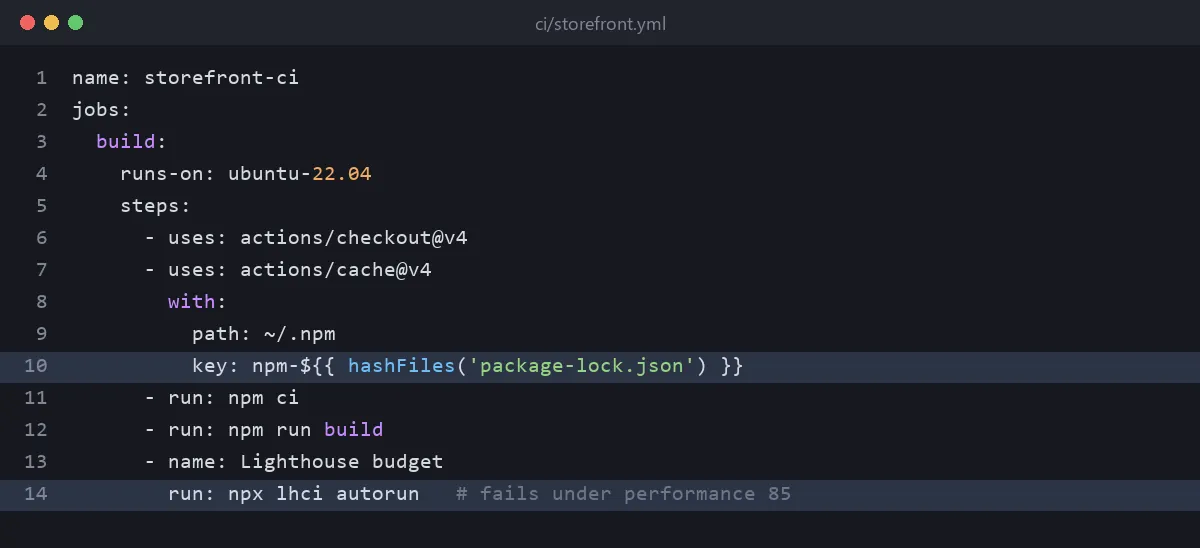 ci/storefront.yml
1 name: storefront-ci
2 jobs:
3   build:
4     runs-on: ubuntu-22.04
5     steps:
6       - uses: actions/checkout@v4
7       - uses: actions/cache@v4
8         with:
9           path: ~/.npm
10           key: npm-${{ hashFiles('package-lock.json') }}
11       - run: npm ci
12       - run: npm run build
13       - name: Lighthouse budget
14         run: npx lhci autorun   # fails under performance 85